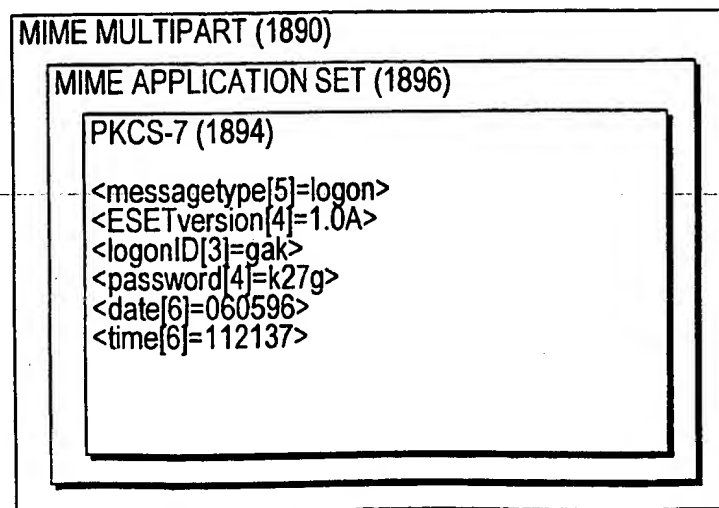 MIME MULTIPART (1890)
MIME APPLICATION SET (1896)
PKCS-7 (1894)
<messagetype[5]=logon>
<ESETversion[4]=1.0A>
<logonID[3]=gak>
<password[4]=k27g>
<date[6]=060596>
<time[6]=112137>